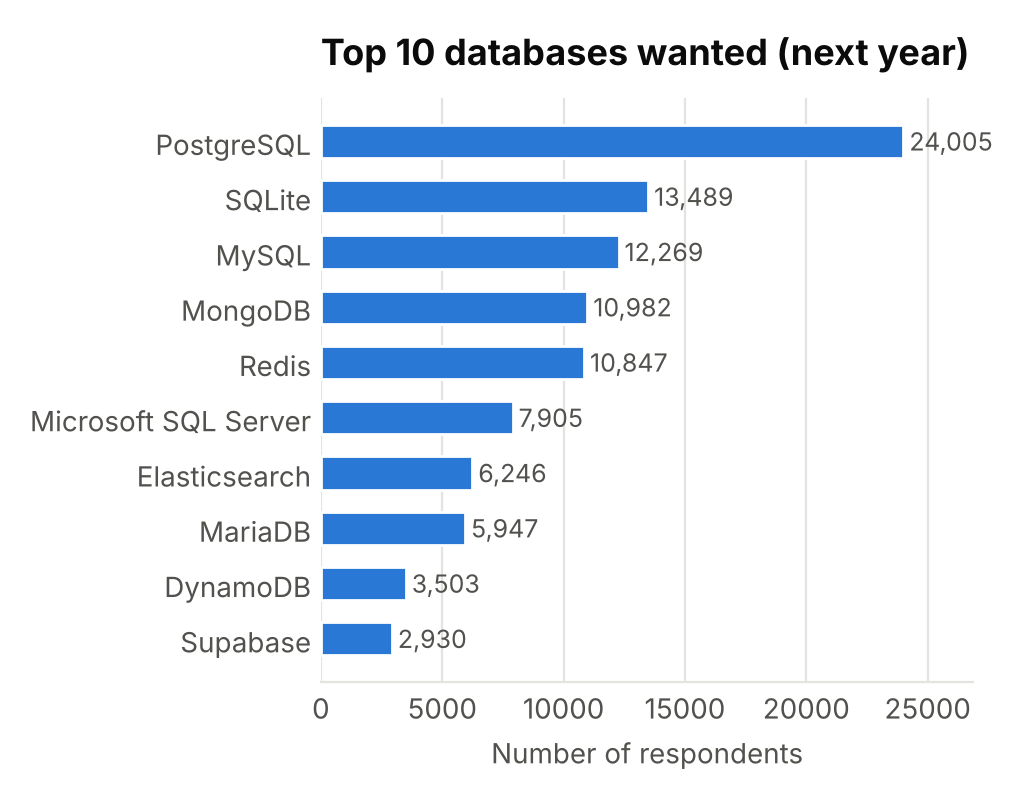 Top 10 databases wanted (next year)
PostgreSQL 24,005
SQLite 13,489
MySQL 12,269
MongoDB 10,982
Redis 10,847
Microsoft SQL Server 7,905
Elasticsearch 6,246
MariaDB 5,947
DynamoDB 3,503
Supabase 2,930
0 5000 10000 15000 20000 25000
Number of respondents